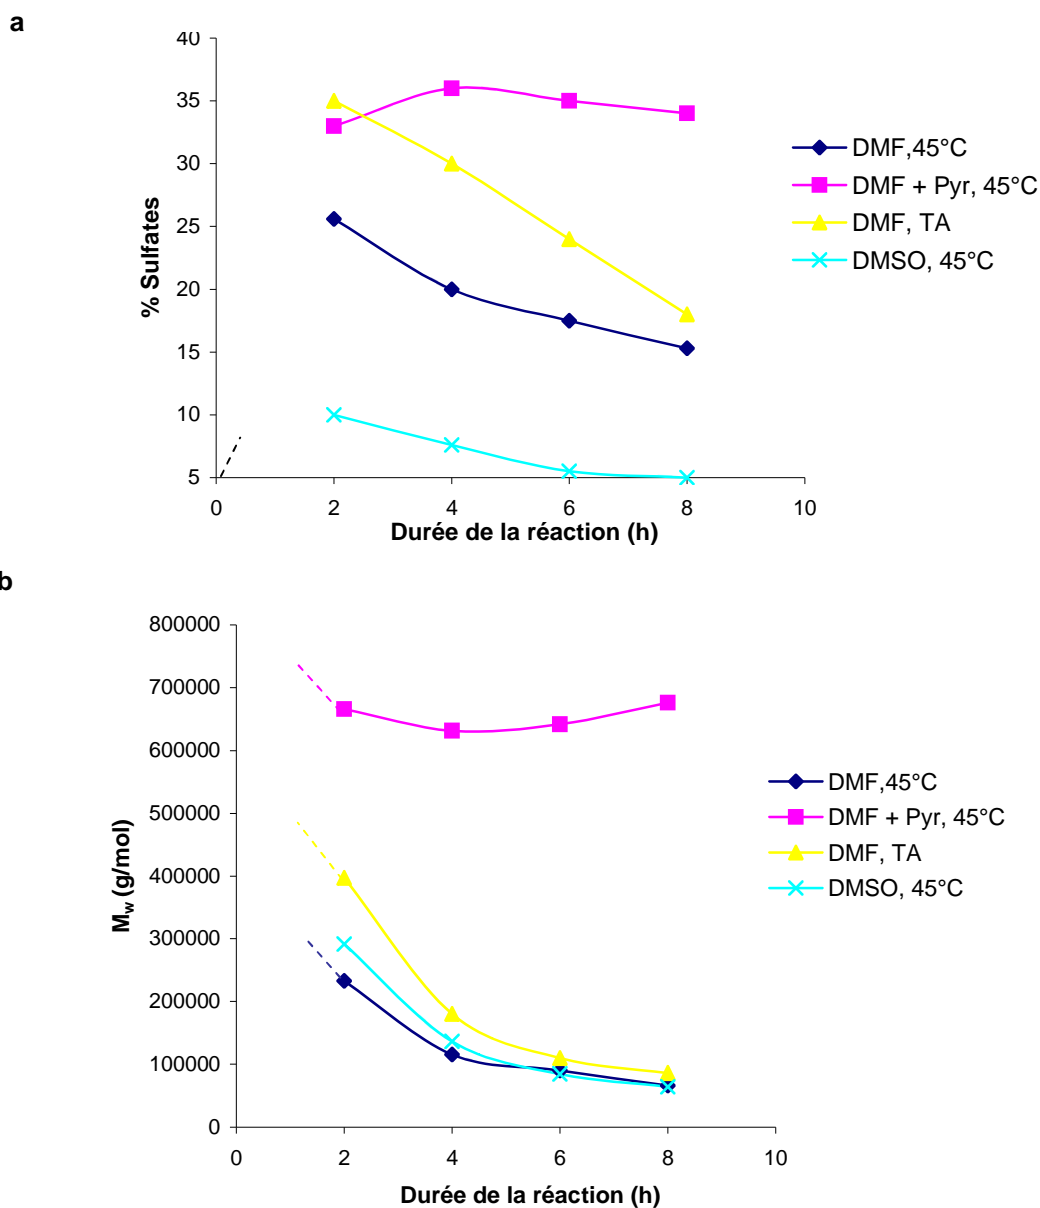 a
40
35
30
25
20
15
10
5
0
2
4
6
8
10
% Sulfates
Durée de la réaction (h)
DMF,45°C
DMF + Pyr, 45°C
DMF, TA
DMSO, 45°C
b
800000
700000
600000
500000
400000
300000
200000
100000
0
0
2
4
6
8
10
Mw (g/mol)
Durée de la réaction (h)
DMF,45°C
DMF + Pyr, 45°C
DMF, TA
DMSO, 45°C